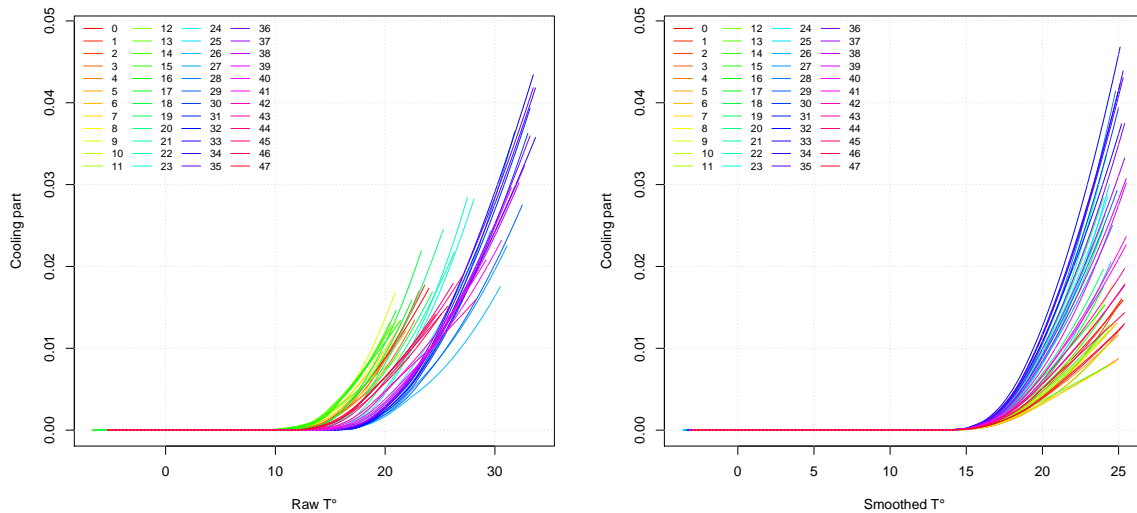 0.05
0.04
0.03
0.02
0.01
0.00
Cooling part
0 12 24 36
1 13 25 37
2 14 26 38
3 15 27 39
4 16 28 40
5 17 29 41
6 18 30 42
7 19 31 43
8 20 32 44
9 21 33 45
10 22 34 46
11 23 35 47
0 10 20 30
Raw T°
0.05
0.04
0.03
0.02
0.01
0.00
Cooling part
0 12 24 36
1 13 25 37
2 14 26 38
3 15 27 39
4 16 28 40
5 17 29 41
6 18 30 42
7 19 31 43
8 20 32 44
9 21 33 45
10 22 34 46
11 23 35 47
0 5 10 15 20 25
Smoothed T°